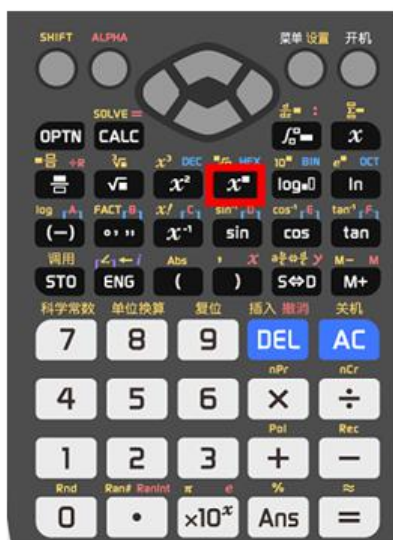 SHIFT ALPHA 菜单 设置 开机
SOLVE = :
OPTN CALC x
÷R x³ DEC HEX 10■ BIN e■ OCT
√■ x² x■ log■ ln
log A FACT B x! C sin⁻¹ D cos⁻¹ E tan⁻¹ F
(−) x⁻¹ sin cos tan
调用 ∠ ← i Abs , x y M− M
STO ENG ( ) S⇔D M+
科学常数 单位换算 复位 插入 撤消 关机
7 8 9 DEL AC
nPr nCr
4 5 6 × ÷
Pol Rec
1 2 3 + −
Rnd Ran# RanInt π e % ≈
0 • ×10ˣ Ans =